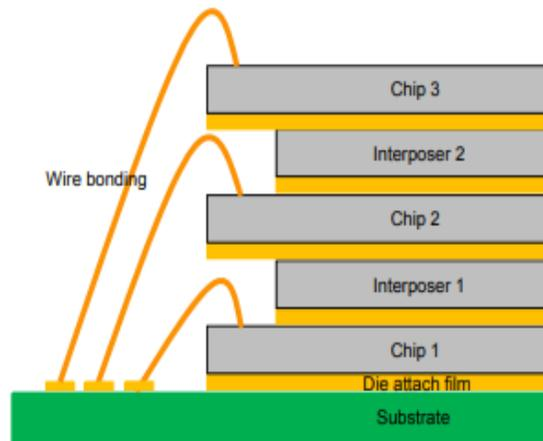 Chip 3
Interposer 2
Wire bonding
Chip 2
Interposer 1
Chip 1
Die attach film
Substrate